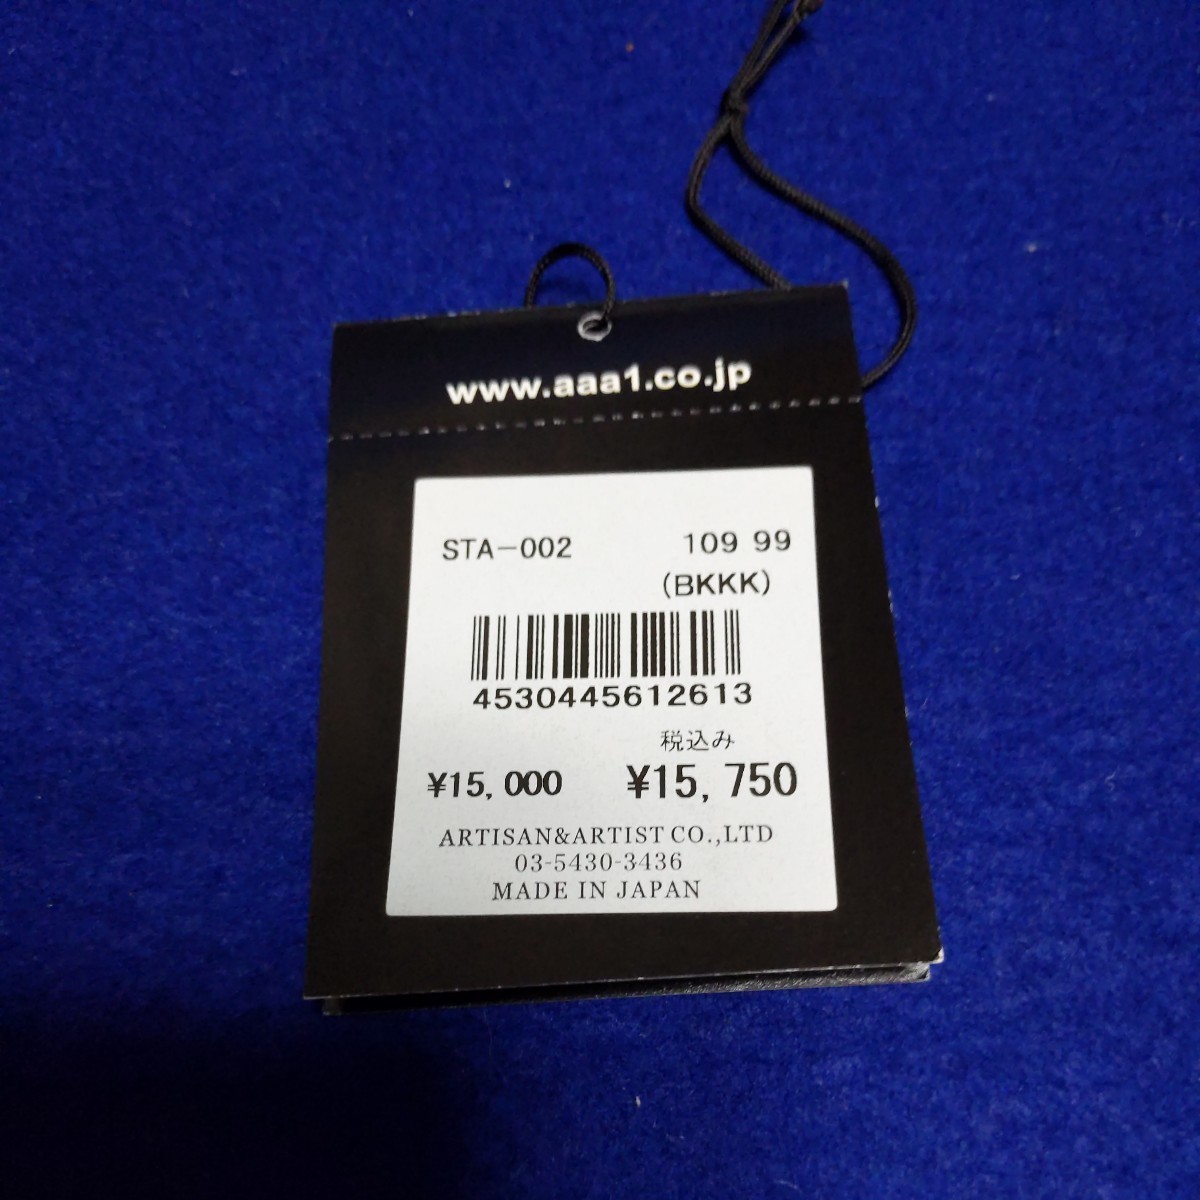 www.aaa1.co.jp
STA-002 109 99
(BKKK)
4530445612613
税込み
¥15,000 ¥15,750
ARTISAN&ARTIST CO.,LTD
03-5430-3436
MADE IN JAPAN